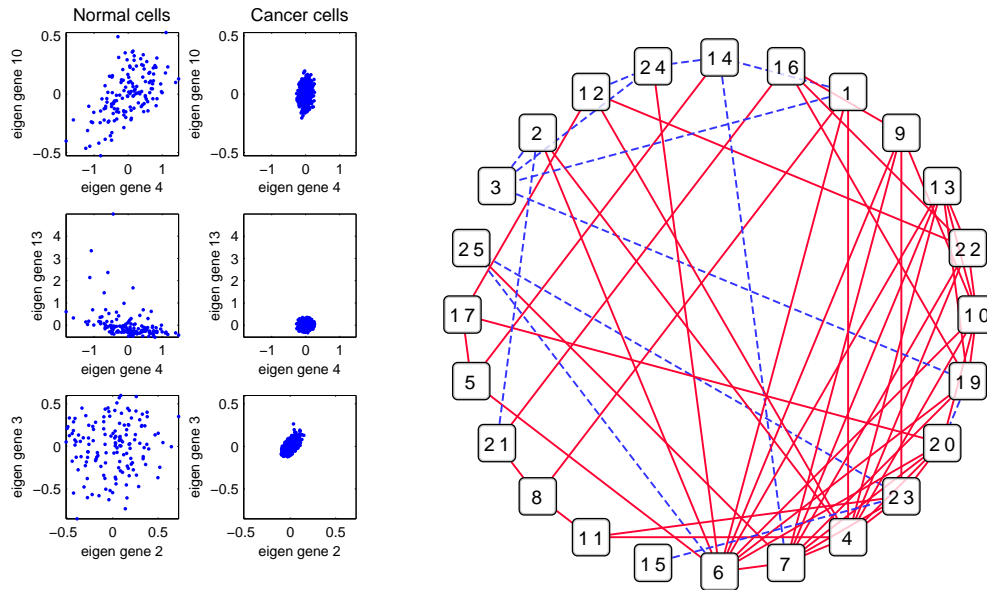 Normal cells
Cancer cells
0.5
0
−0.5
eigen gene 10
−1 0 1
eigen gene 4
0.5
0
−0.5
eigen gene 10
−1 0 1
eigen gene 4
4
3
2
1
0
eigen gene 13
−1 0 1
eigen gene 4
4
3
2
1
0
eigen gene 13
−1 0 1
eigen gene 4
0.5
0
−0.5
eigen gene 3
−0.5 0 0.5
eigen gene 2
0.5
0
−0.5
eigen gene 3
−0.5 0 0.5
eigen gene 2
14
24
16
12
1
2
9
3
13
25
22
17
10
5
19
21
20
8
23
11
4
15
6
7